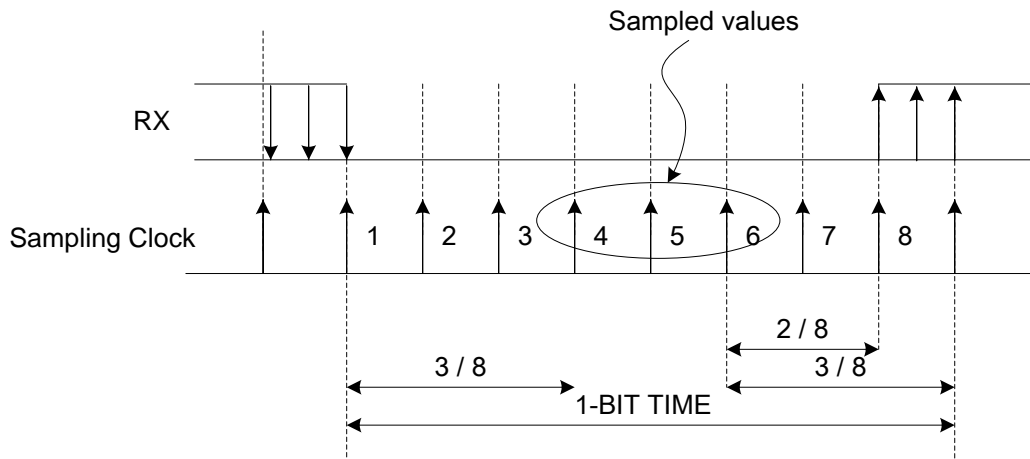 Sampled values
RX
Sampling Clock
1 2 3 4 5 6 7 8
2 / 8
3 / 8 3 / 8
1-BIT TIME